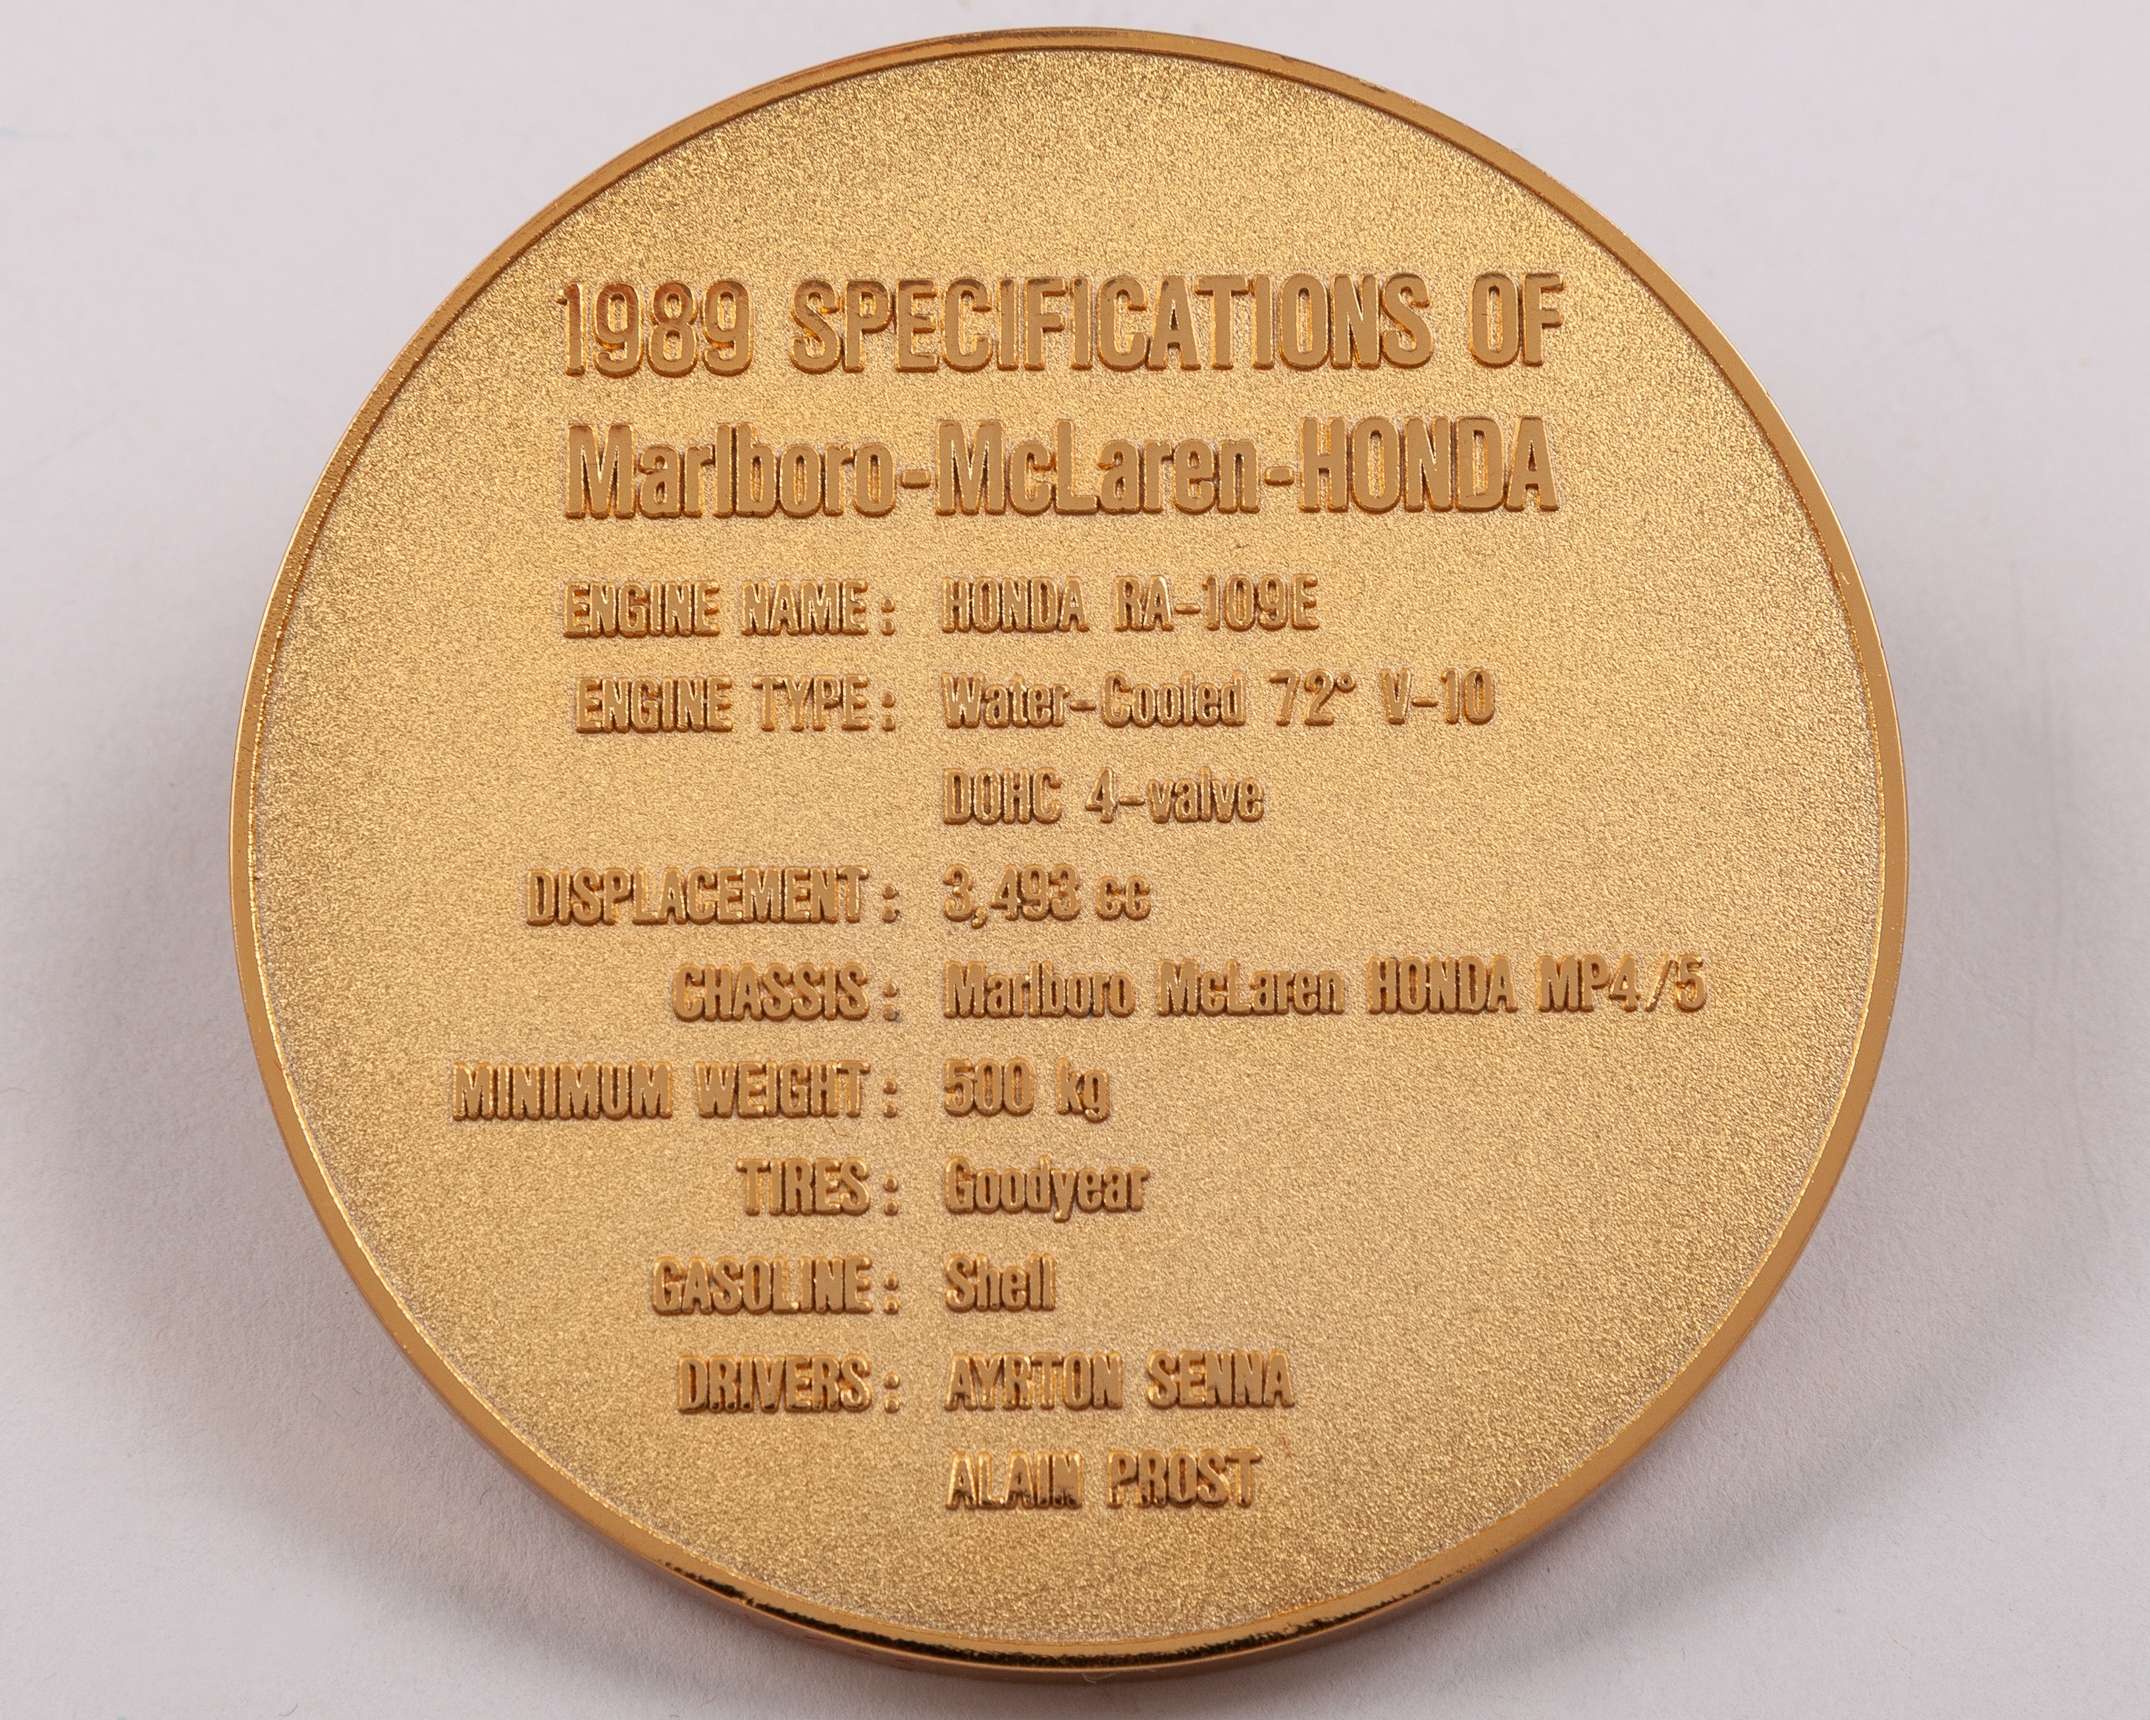 1989 SPECIFICATIONS OF
Marlboro-McLaren-HONDA
ENGINE NAME: HONDA RA-109E
ENGINE TYPE: Water-Cooled 72° V-10
DOHC 4-valve
DISPLACEMENT: 3,493 cc
CHASSIS: Marlboro McLaren HONDA MP4/5
MINIMUM WEIGHT: 500 kg
TIRES: Goodyear
GASOLINE: Shell
DRIVERS: AYRTON SENNA
ALAIN PROST